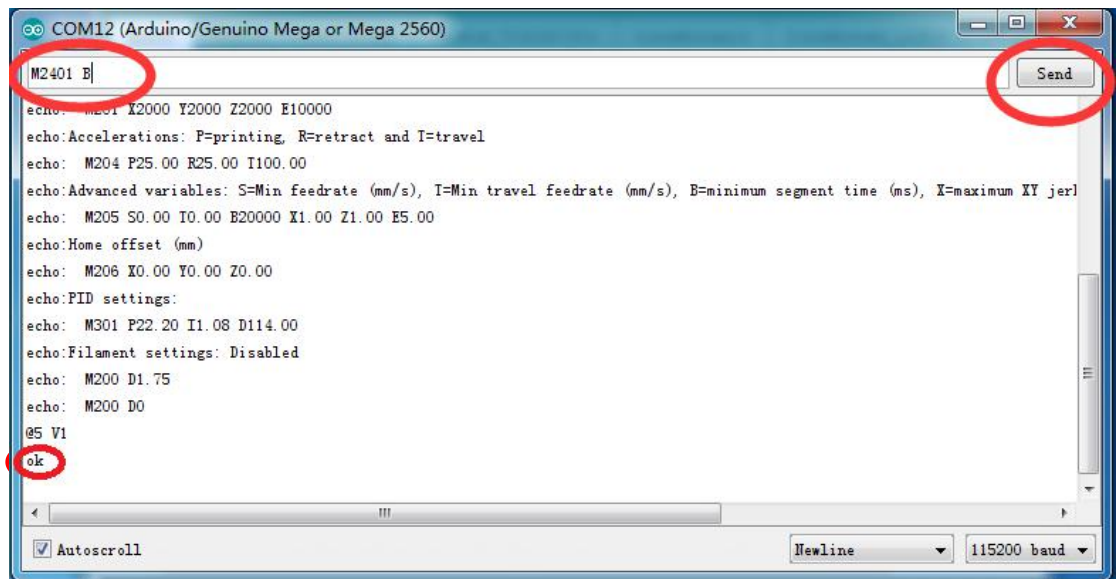 COM12 (Arduino/Genuino Mega or Mega 2560)
M2401 B
Send
echo: M201 X2000 Y2000 Z2000 E10000
echo:Accelerations: P=printing, R=retract and T=travel
echo: M204 P25.00 R25.00 T100.00
echo:Advanced variables: S=Min feedrate (mm/s), T=Min travel feedrate (mm/s), B=minimum segment time (ms), X=maximum XY jerk
echo: M205 S0.00 T0.00 B20000 X1.00 Z1.00 E5.00
echo:Home offset (mm)
echo: M206 X0.00 Y0.00 Z0.00
echo:PID settings:
echo: M301 P22.20 I1.08 D114.00
echo:Filament settings: Disabled
echo: M200 D1.75
echo: M200 D0
@5 V1
ok
Autoscroll
Newline
115200 baud